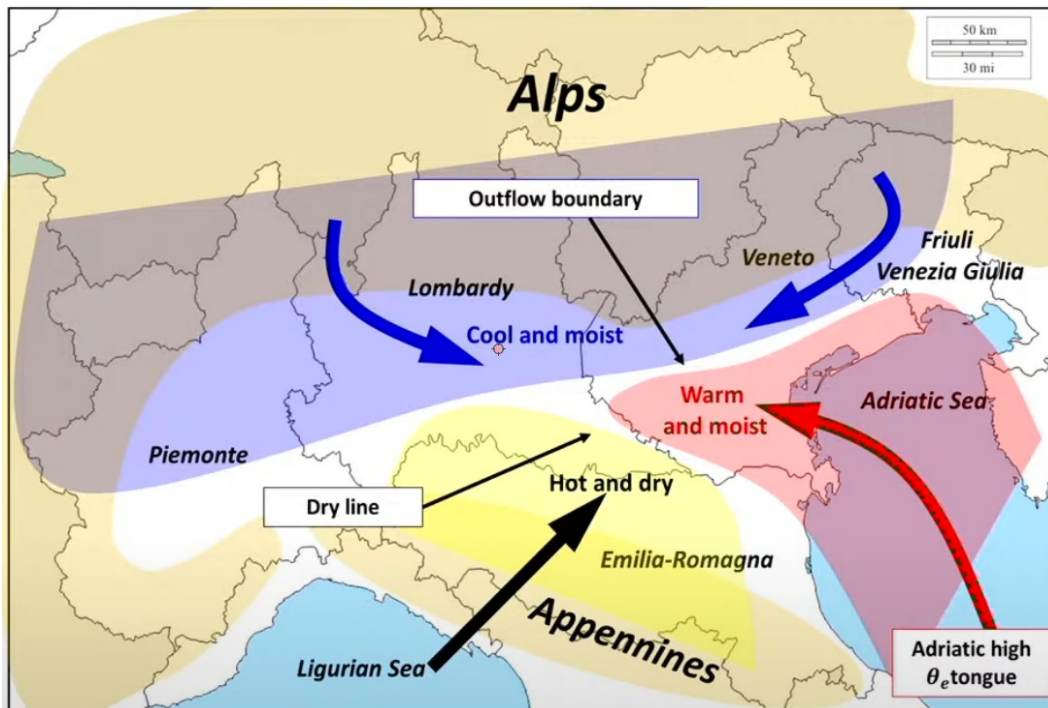 50 km
30 mi
Alps
Outflow boundary
Friuli
Venezia Giulia
Veneto
Lombardy
Cool and moist
Warm
and moist
Adriatic Sea
Piemonte
Dry line
Hot and dry
Emilia-Romagna
Appennines
Ligurian Sea
Adriatic high
θₑ tongue